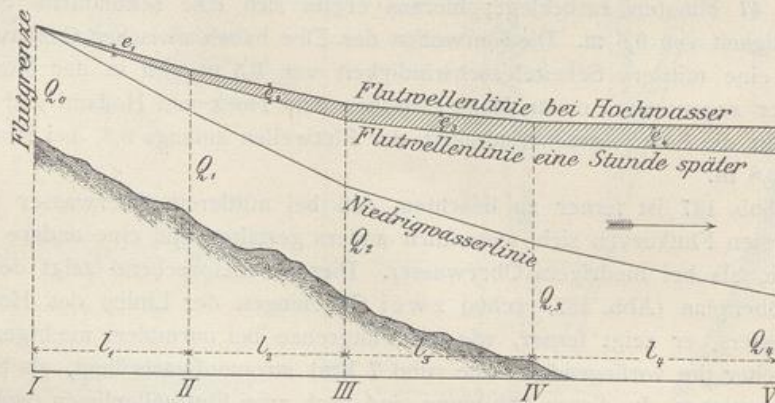 Flutgrenze
e₁
Q₀
e₂
Flutwellenlinie bei Hochwasser
e₃
e₄
Flutwellenlinie eine Stunde später
Q₁
Niedrigwasserlinie
Q₂
Q₃
Q₄
l₁
l₂
l₃
l₄
I
II
III
IV
V